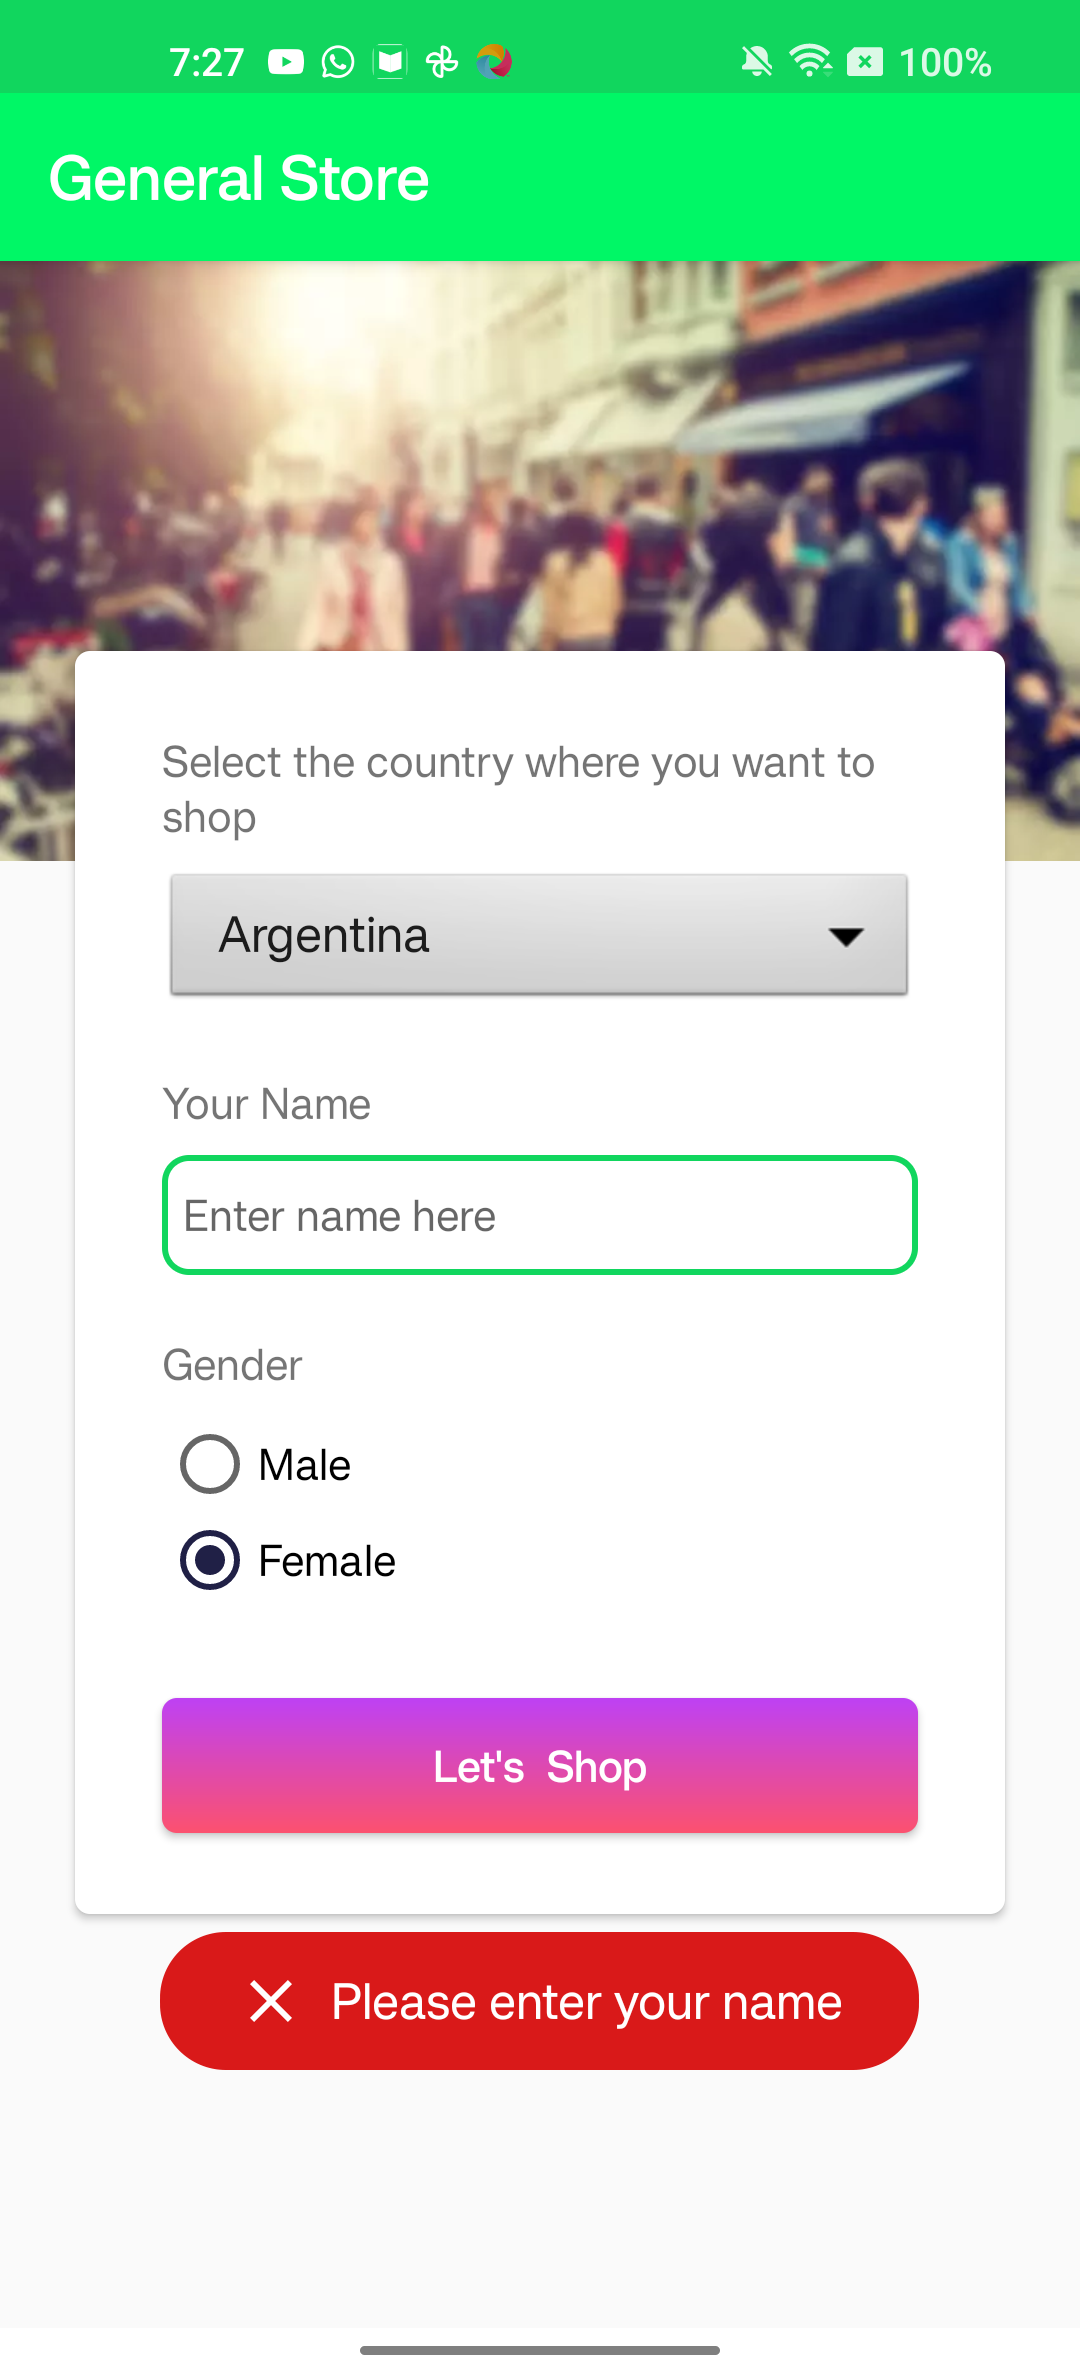 7:27 100%
General Store
Select the country where you want to
shop
Argentina
Your Name
Enter name here
Gender
Male
Female
Let's Shop
Please enter your name